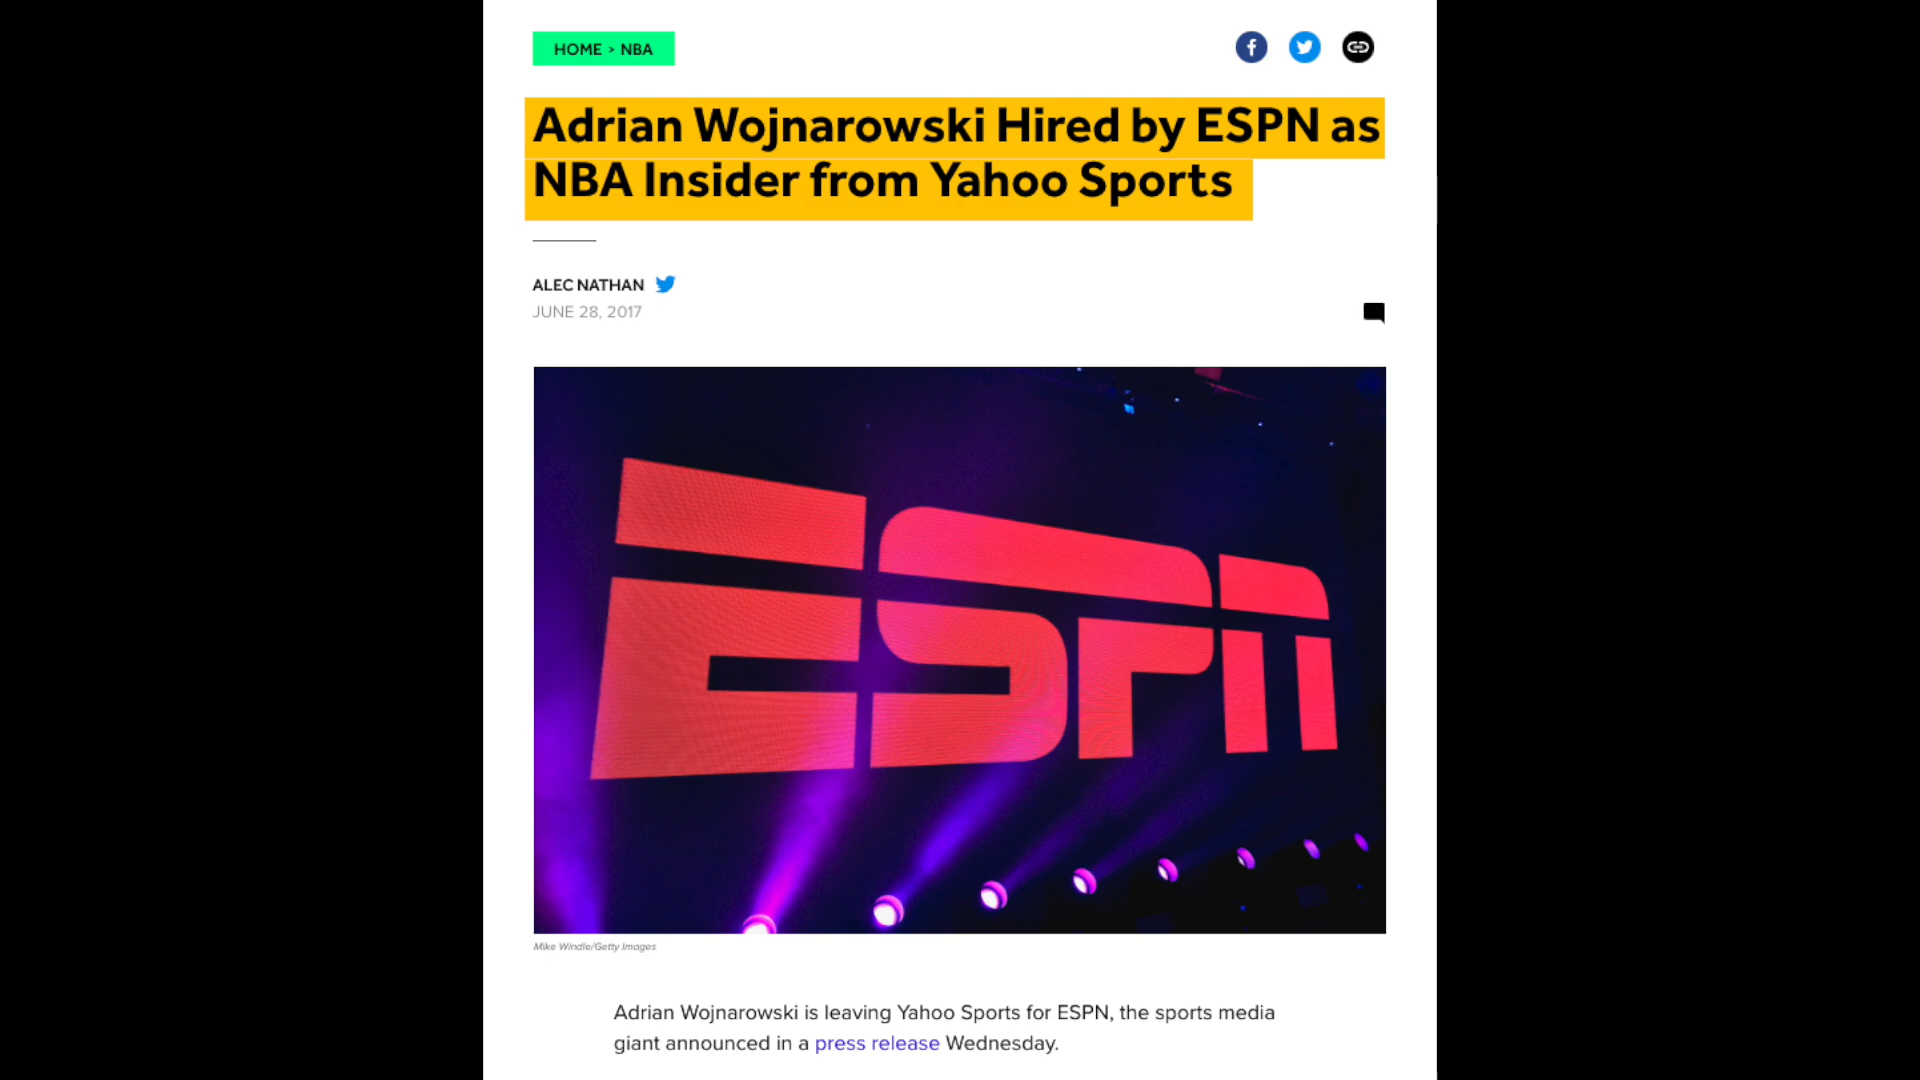 HOME > NBA
Adrian Wojnarowski Hired by ESPN as
NBA Insider from Yahoo Sports
ALEC NATHAN
JUNE 28, 2017
ESPN
Mike Windle/Getty Images
Adrian Wojnarowski is leaving Yahoo Sports for ESPN, the sports media
giant announced in a press release Wednesday.